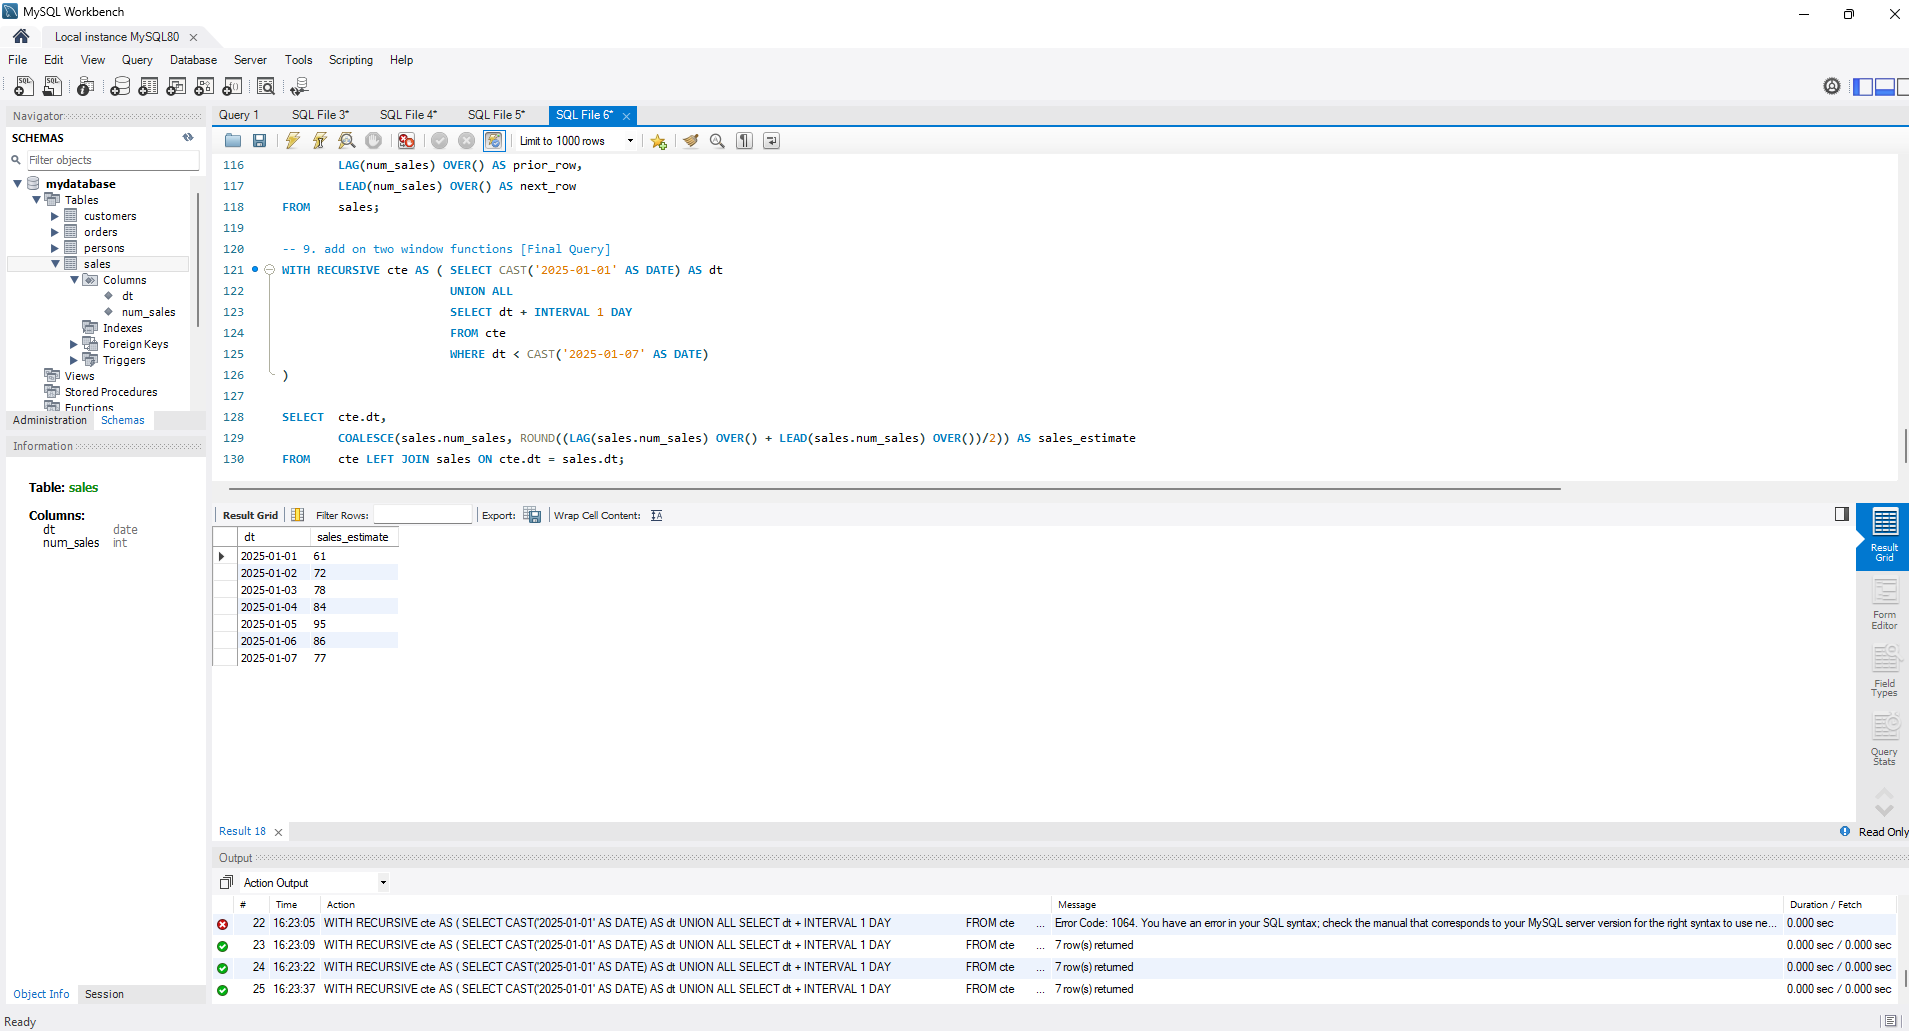 MySQL Workbench
Local instance MySQL80
File Edit View Query Database Server Tools Scripting Help
Navigator
SCHEMAS
Filter objects
mydatabase
Tables
customers
orders
persons
sales
Columns
dt
num_sales
Indexes
Foreign Keys
Triggers
Views
Stored Procedures
Functions
Administration Schemas
Information
Table: sales
Columns:
dt date
num_sales int
Object Info Session
Query 1 SQL File 3* SQL File 4* SQL File 5* SQL File 6*
Limit to 1000 rows
116 LAG(num_sales) OVER() AS prior_row,
117 LEAD(num_sales) OVER() AS next_row
118 FROM sales;
119
120 -- 9. add on two window functions [Final Query]
121 WITH RECURSIVE cte AS ( SELECT CAST('2025-01-01' AS DATE) AS dt
122 UNION ALL
123 SELECT dt + INTERVAL 1 DAY
124 FROM cte
125 WHERE dt < CAST('2025-01-07' AS DATE)
126 )
127
128 SELECT cte.dt,
129 COALESCE(sales.num_sales, ROUND((LAG(sales.num_sales) OVER() + LEAD(sales.num_sales) OVER())/2)) AS sales_estimate
130 FROM cte LEFT JOIN sales ON cte.dt = sales.dt;
Result Grid Filter Rows: Export: Wrap Cell Content:
dt sales_estimate
2025-01-01 61
2025-01-02 72
2025-01-03 78
2025-01-04 84
2025-01-05 95
2025-01-06 86
2025-01-07 77
Result
Grid
Form
Editor
Field
Types
Query
Stats
Result 18
Read Only
Output
Action Output
# Time Action Message Duration / Fetch
22 16:23:05 WITH RECURSIVE cte AS ( SELECT CAST('2025-01-01' AS DATE) AS dt UNION ALL SELECT dt + INTERVAL 1 DAY FROM cte ... Error Code: 1064. You have an error in your SQL syntax; check the manual that corresponds to your MySQL server version for the right syntax to use ne... 0.000 sec
23 16:23:09 WITH RECURSIVE cte AS ( SELECT CAST('2025-01-01' AS DATE) AS dt UNION ALL SELECT dt + INTERVAL 1 DAY FROM cte ... 7 row(s) returned 0.000 sec / 0.000 sec
24 16:23:22 WITH RECURSIVE cte AS ( SELECT CAST('2025-01-01' AS DATE) AS dt UNION ALL SELECT dt + INTERVAL 1 DAY FROM cte ... 7 row(s) returned 0.000 sec / 0.000 sec
25 16:23:37 WITH RECURSIVE cte AS ( SELECT CAST('2025-01-01' AS DATE) AS dt UNION ALL SELECT dt + INTERVAL 1 DAY FROM cte ... 7 row(s) returned 0.000 sec / 0.000 sec
Ready